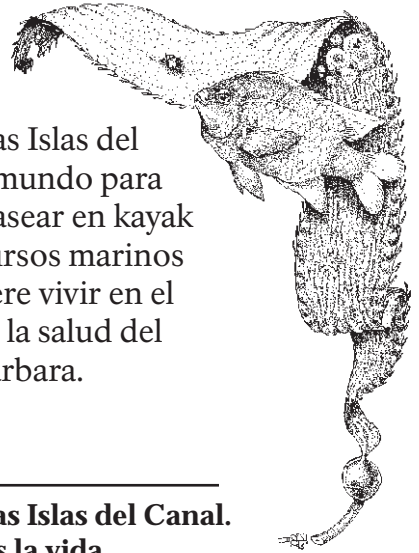 as Islas del
mundo para
asear en kayak
ursos marinos
ere vivir en el
la salud del
árbara.
as Islas del Canal.
s la vida